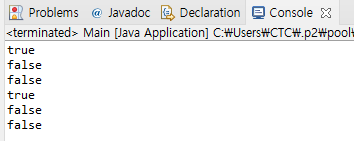 Problems @ Javadoc Declaration Console
<terminated> Main [Java Application] C:₩Users₩CTC₩.p2₩pool₩
true
false
false
true
false
false